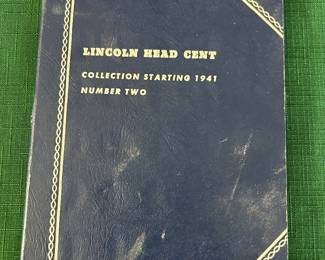 LINCOLN HEAD CENT
COLLECTION STARTING 1941
NUMBER TWO